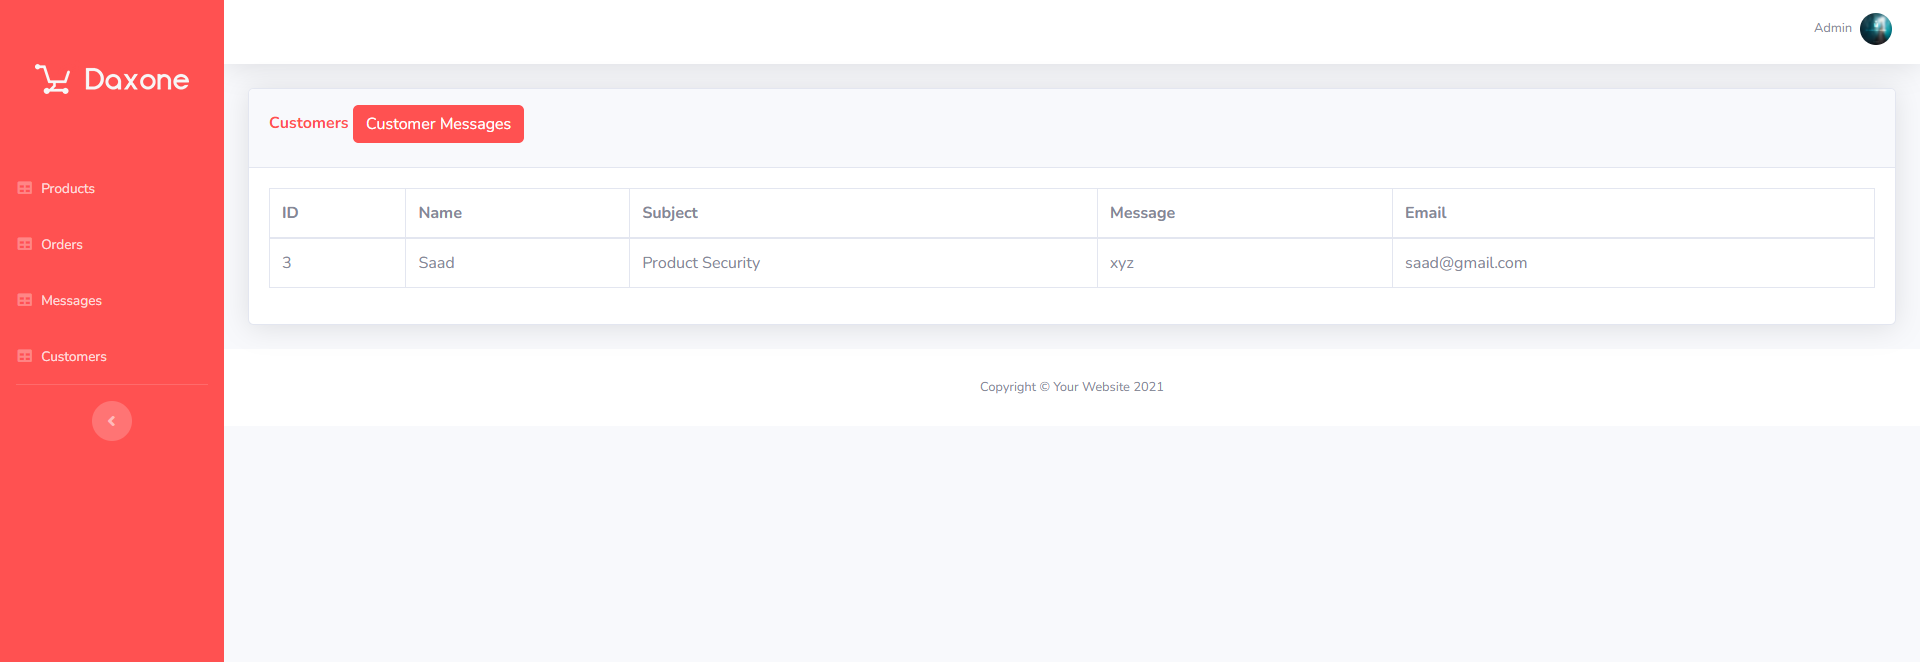 Daxone
Admin
Products
Orders
Messages
Customers
Customers Customer Messages
ID Name Subject Message Email
3 Saad Product Security xyz saad@gmail.com
Copyright © Your Website 2021